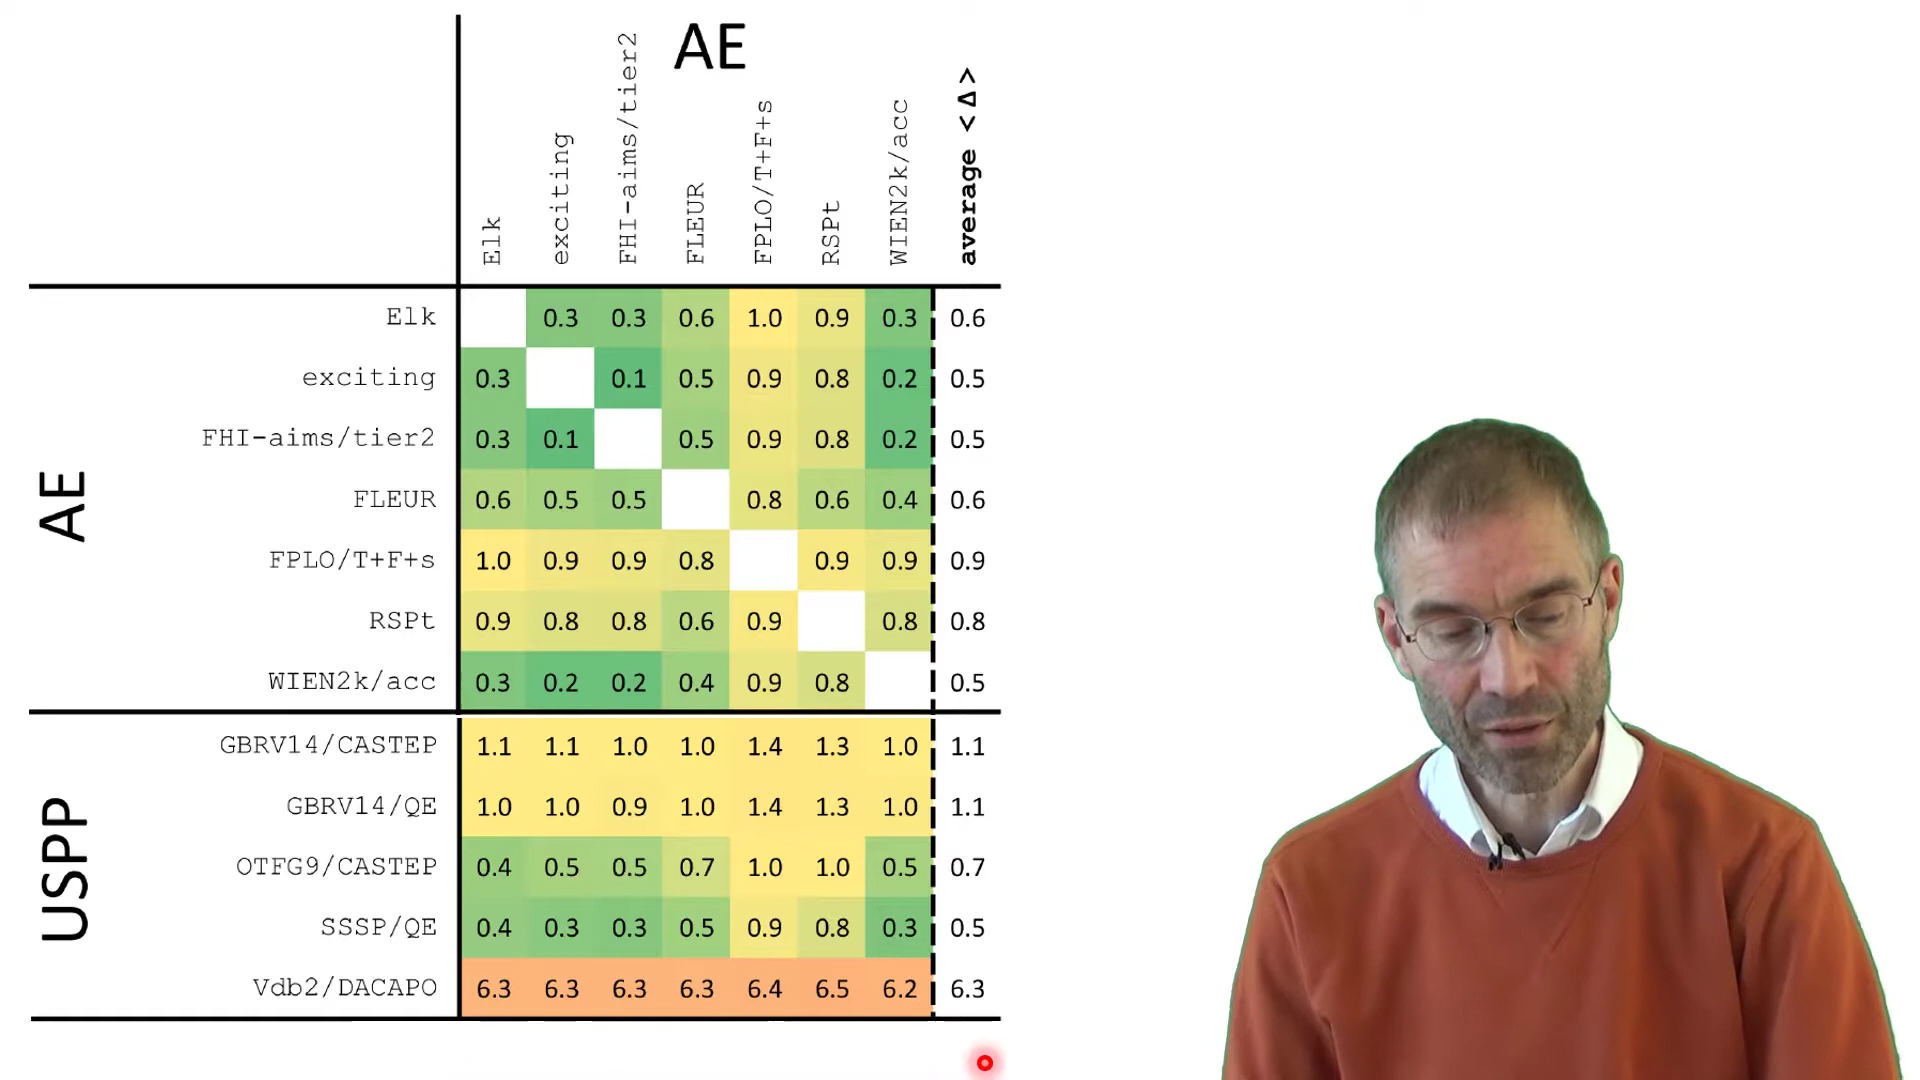 AE
Elk exciting FHI-aims/tier2 FLEUR FPLO/T+F+s RSPt WIEN2k/acc average <Δ>
AE
Elk 0.3 0.3 0.6 1.0 0.9 0.3 0.6
exciting 0.3 0.1 0.5 0.9 0.8 0.2 0.5
FHI-aims/tier2 0.3 0.1 0.5 0.9 0.8 0.2 0.5
FLEUR 0.6 0.5 0.5 0.8 0.6 0.4 0.6
FPLO/T+F+s 1.0 0.9 0.9 0.8 0.9 0.9 0.9
RSPt 0.9 0.8 0.8 0.6 0.9 0.8 0.8
WIEN2k/acc 0.3 0.2 0.2 0.4 0.9 0.8 0.5
USPP
GBRV14/CASTEP 1.1 1.1 1.0 1.0 1.4 1.3 1.0 1.1
GBRV14/QE 1.0 1.0 0.9 1.0 1.4 1.3 1.0 1.1
OTFG9/CASTEP 0.4 0.5 0.5 0.7 1.0 1.0 0.5 0.7
SSSP/QE 0.4 0.3 0.3 0.5 0.9 0.8 0.3 0.5
Vdb2/DACAPO 6.3 6.3 6.3 6.3 6.4 6.5 6.2 6.3